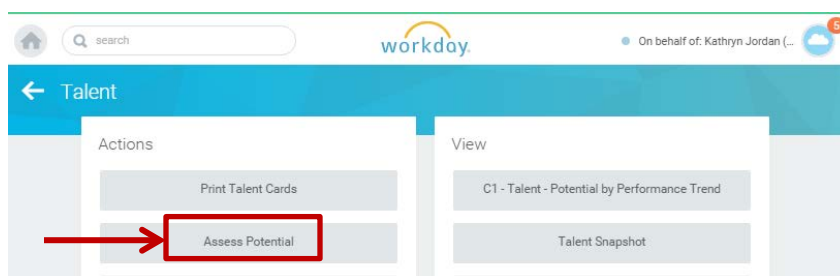 search
workday.
On behalf of: Kathryn Jordan (...
5
Talent
Actions
Print Talent Cards
Assess Potential
View
C1 - Talent - Potential by Performance Trend
Talent Snapshot